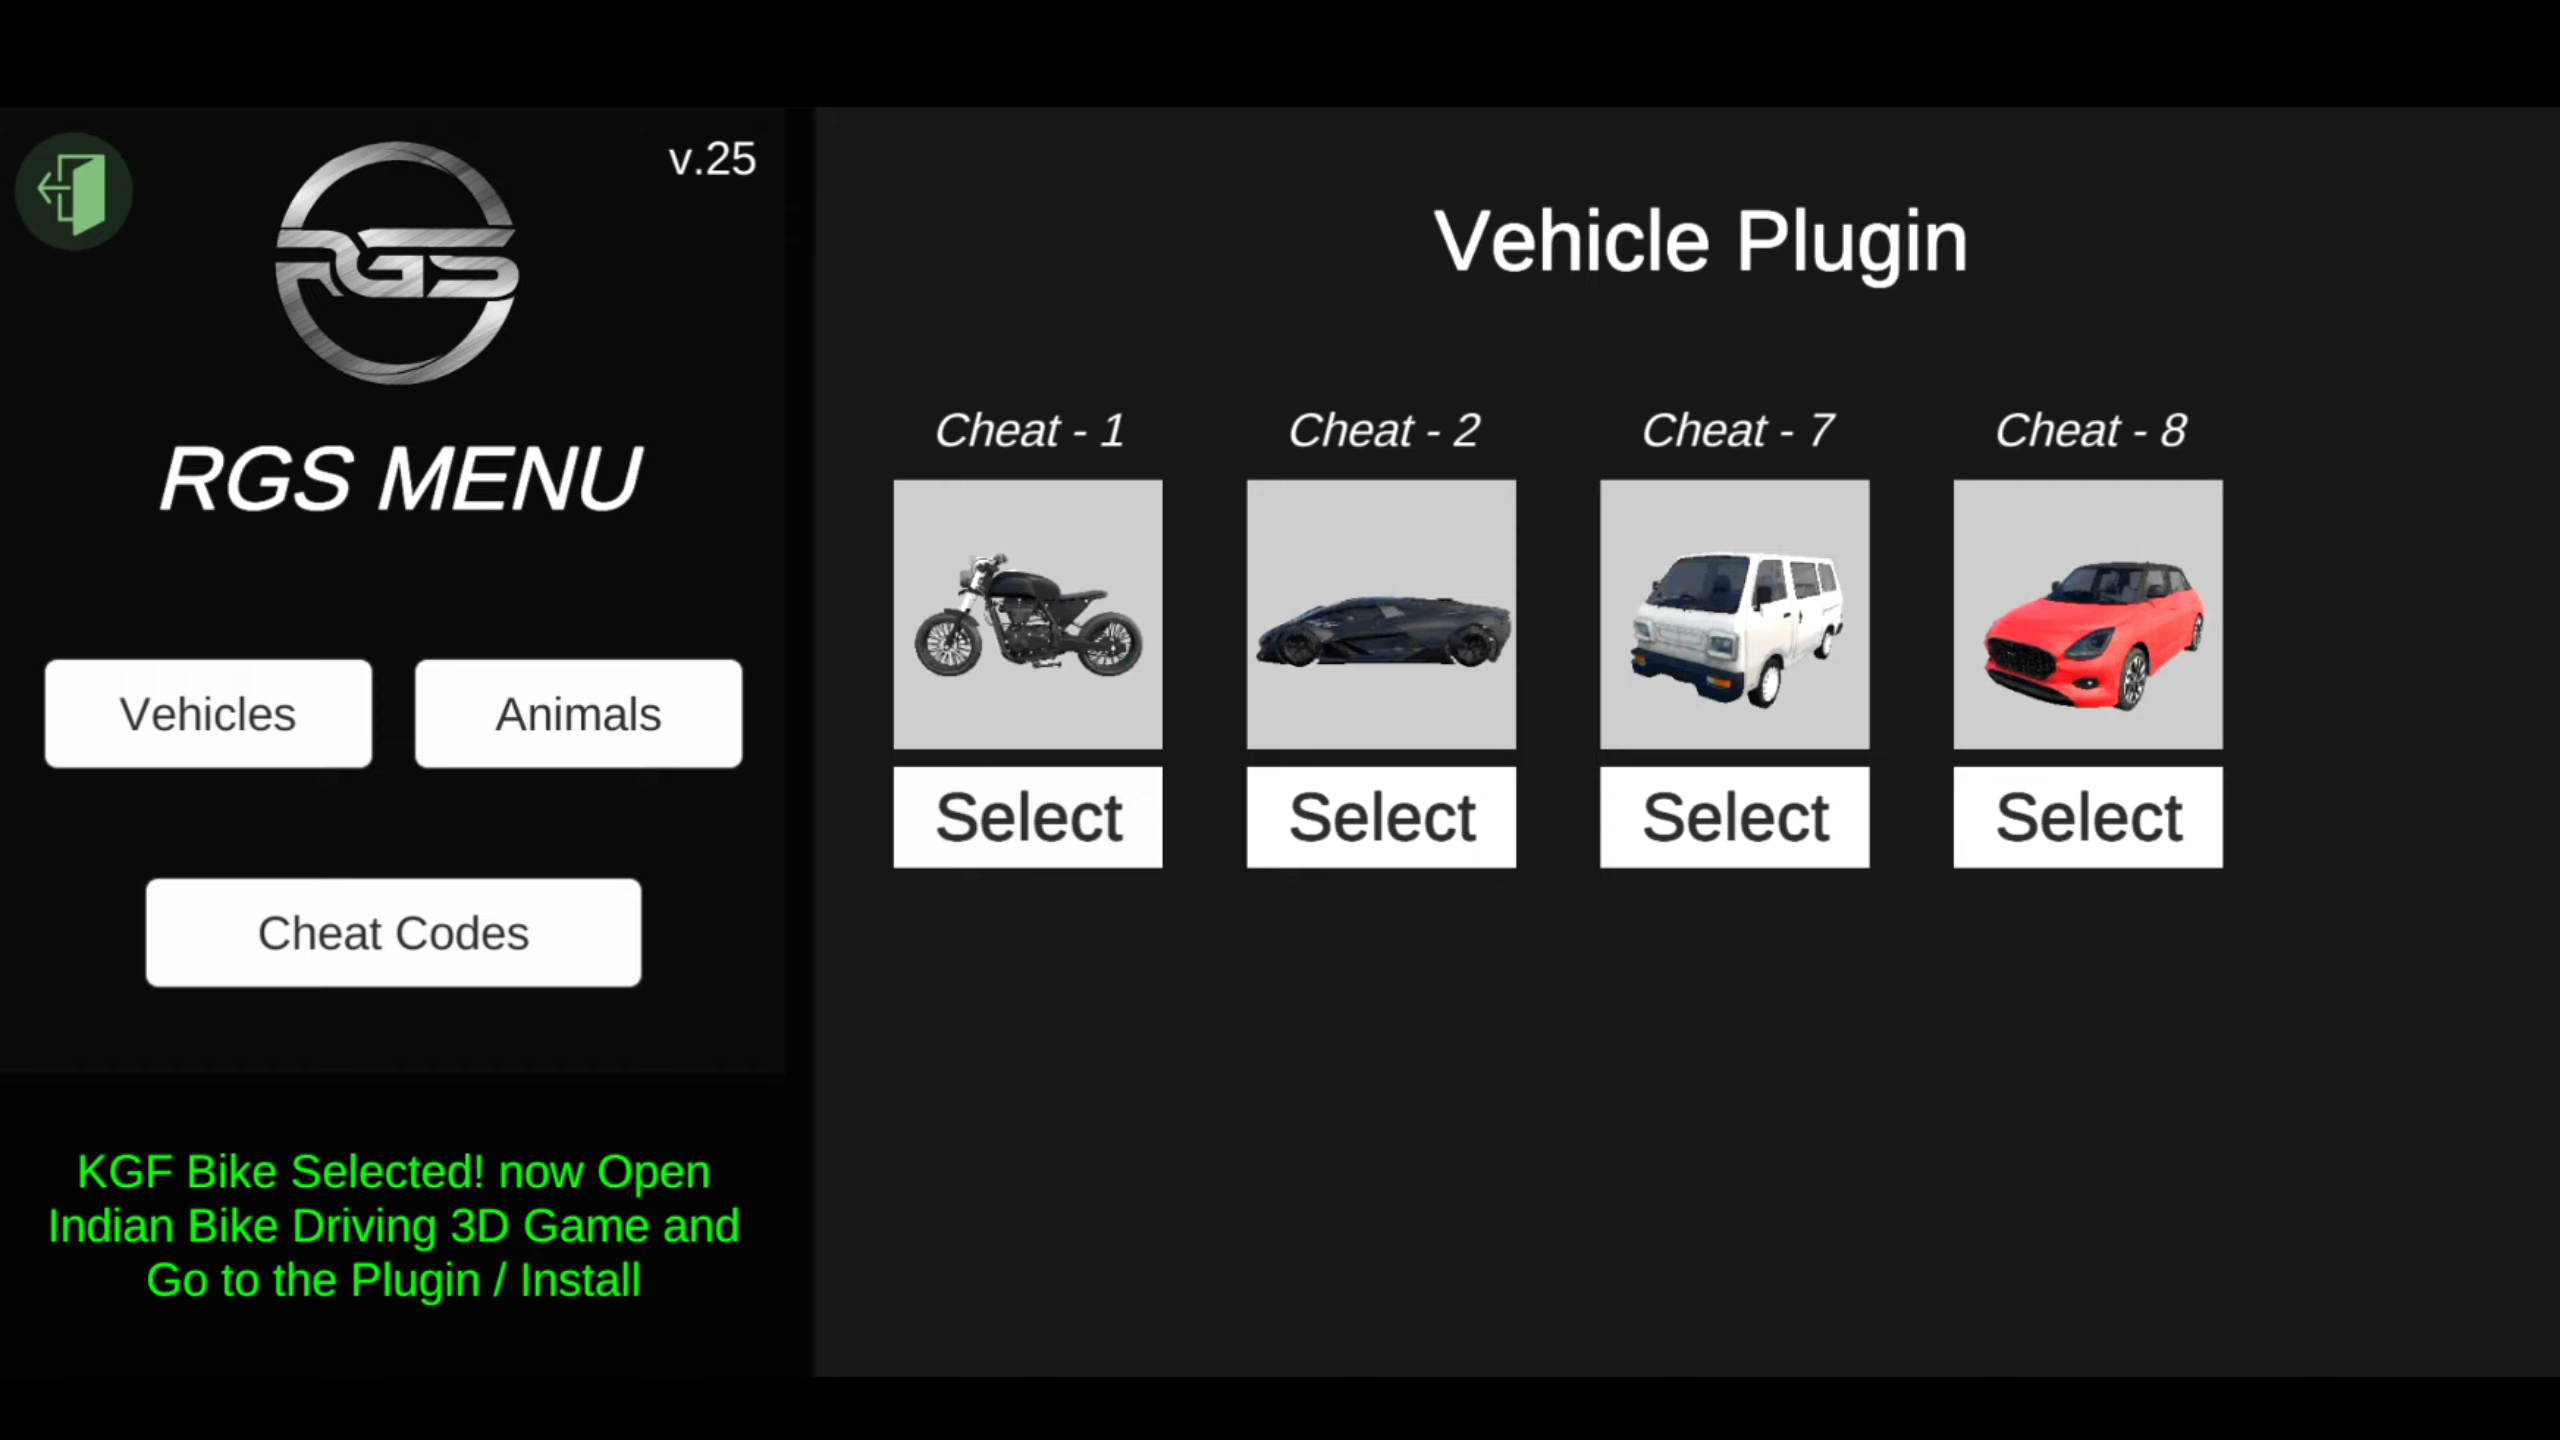 v.25
RGS
RGS MENU
Vehicles
Animals
Cheat Codes
KGF Bike Selected! now Open
Indian Bike Driving 3D Game and
Go to the Plugin / Install
Vehicle Plugin
Cheat - 1
Cheat - 2
Cheat - 7
Cheat - 8
Select
Select
Select
Select